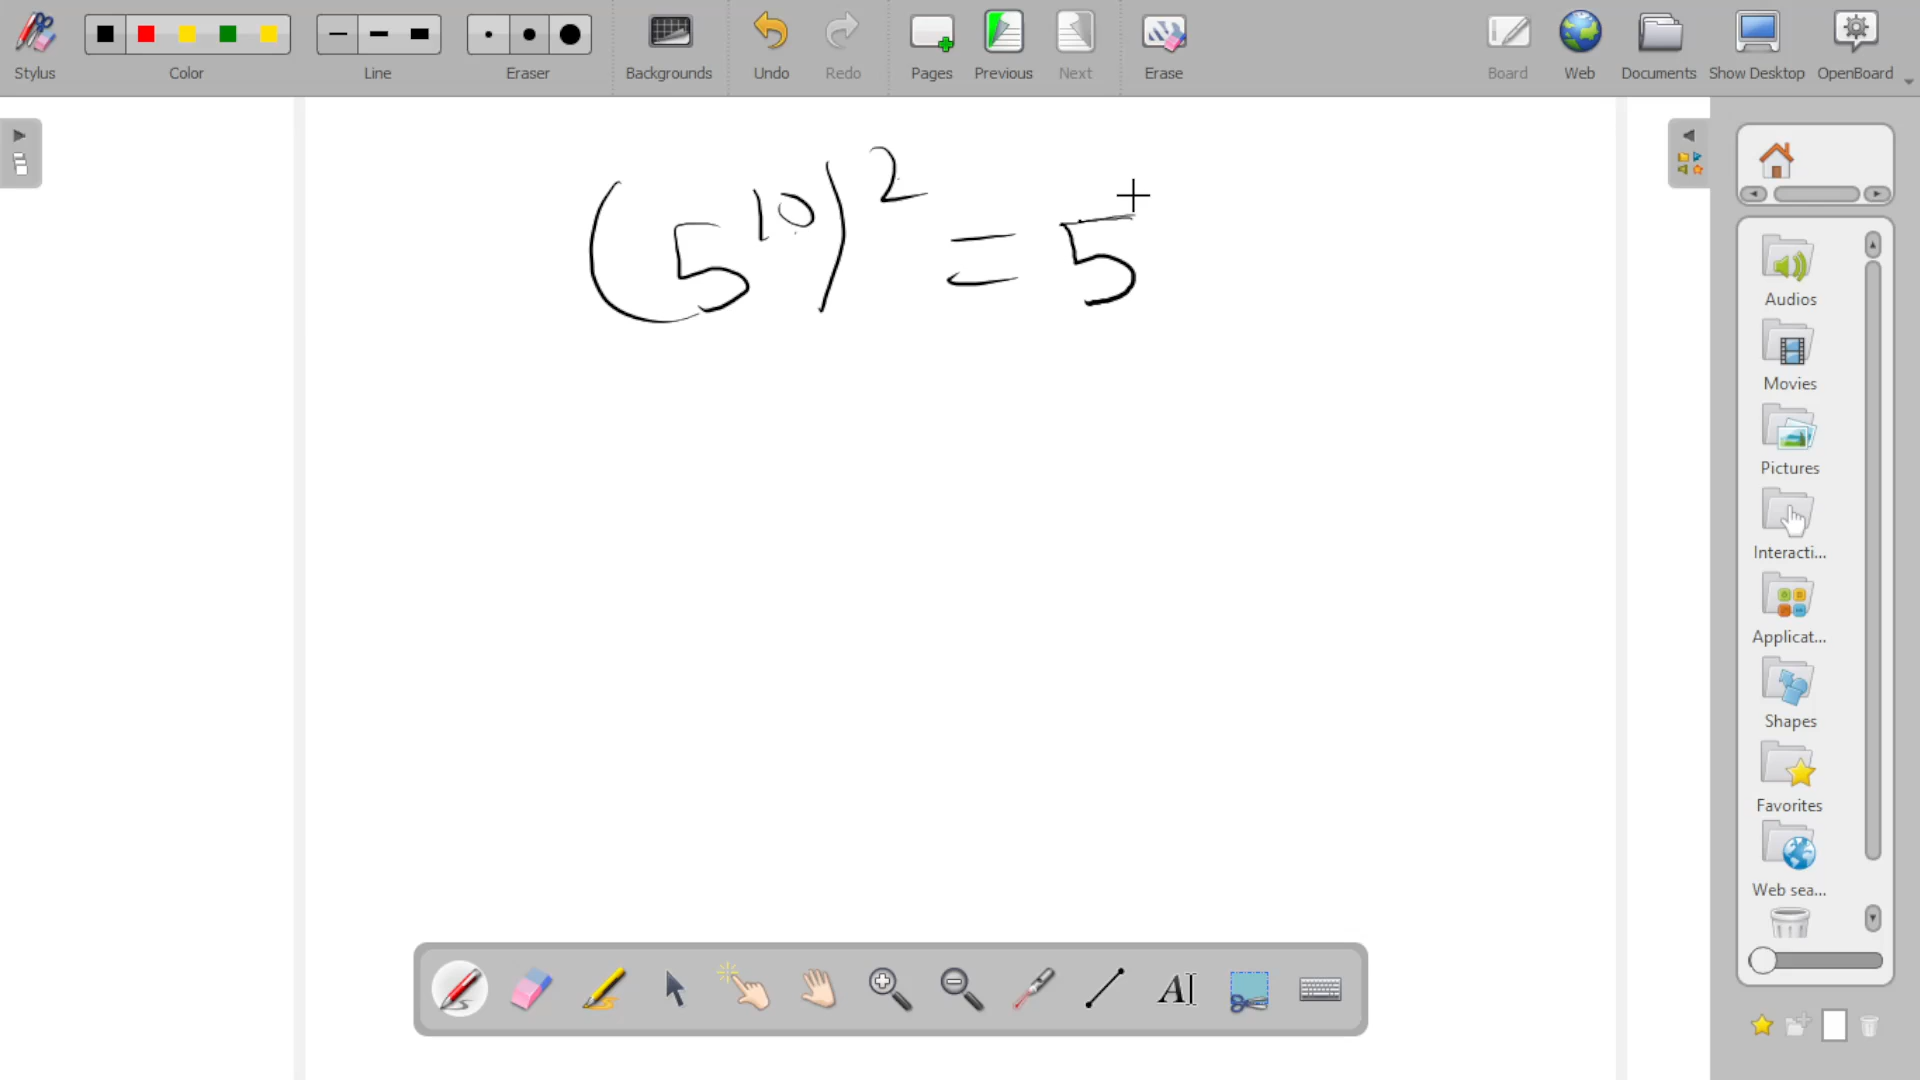 Stylus Color Line Eraser Backgrounds Undo Redo Pages Previous Next Erase Board Web Documents Show Desktop OpenBoard
(5¹⁰)² = 5
Audios
Movies
Pictures
Interacti...
Applicat...
Shapes
Favorites
Web sea...
A